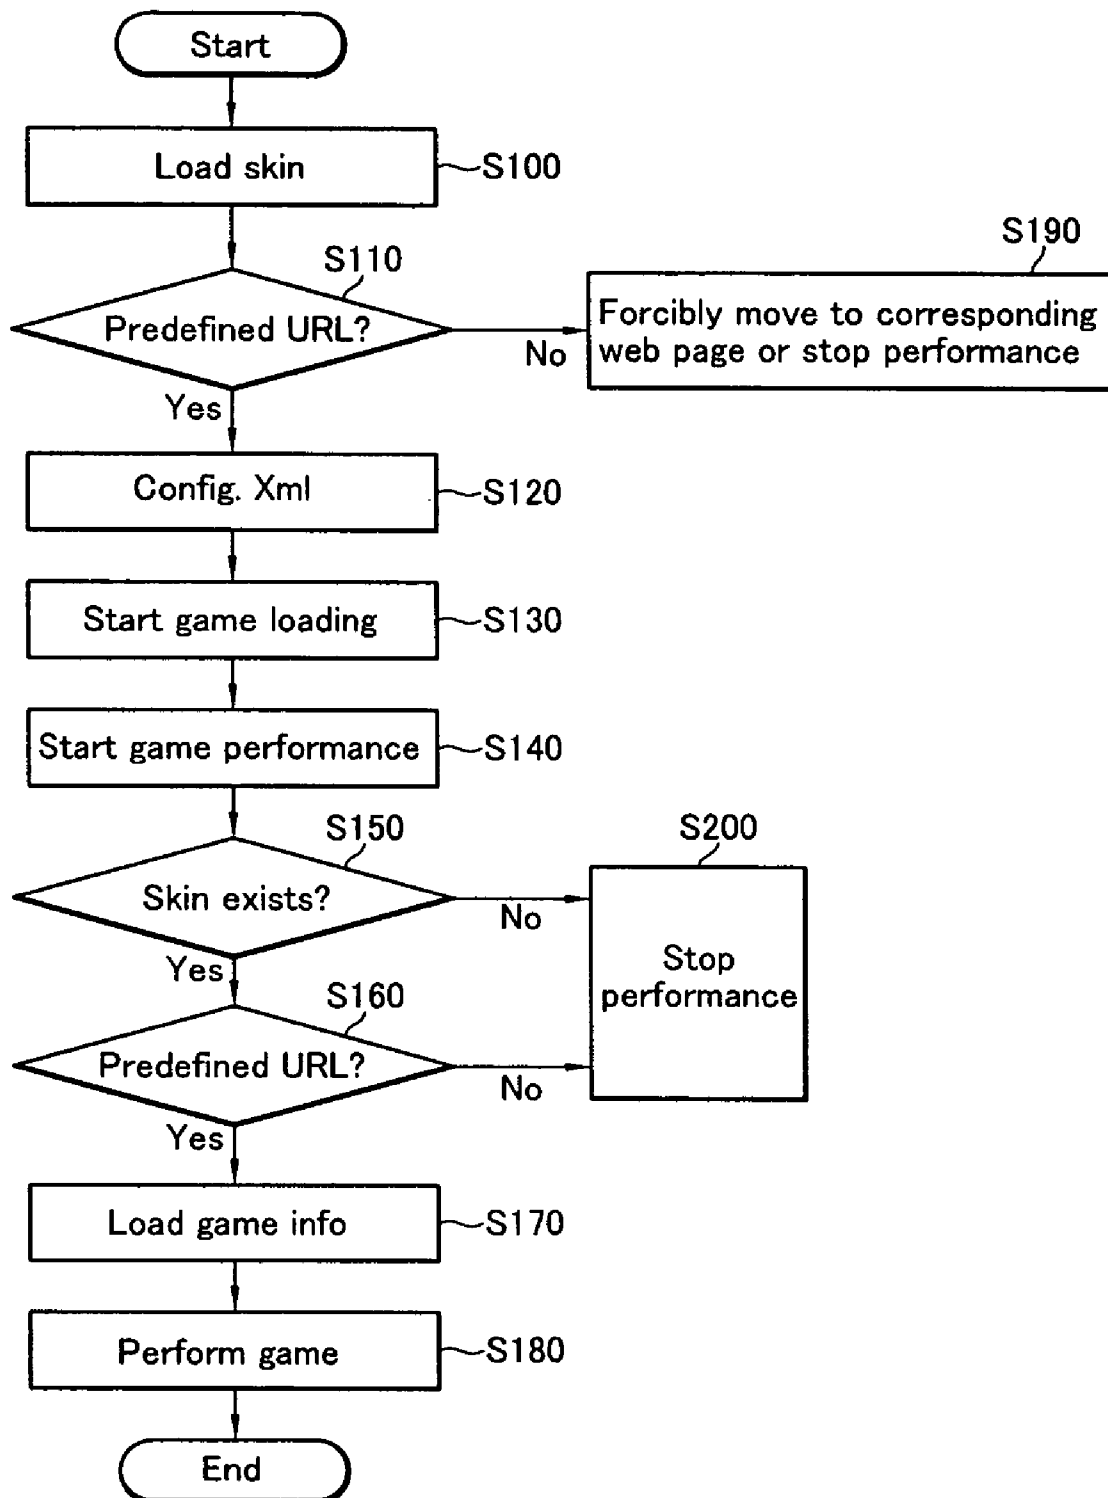 Start
Load skin
S100
S110
Predefined URL?
No
Yes
S190
Forcibly move to corresponding
web page or stop performance
Config. Xml
S120
Start game loading
S130
Start game performance
S140
S150
Skin exists?
No
Yes
S200
Stop
performance
S160
Predefined URL?
No
Yes
Load game info
S170
Perform game
S180
End